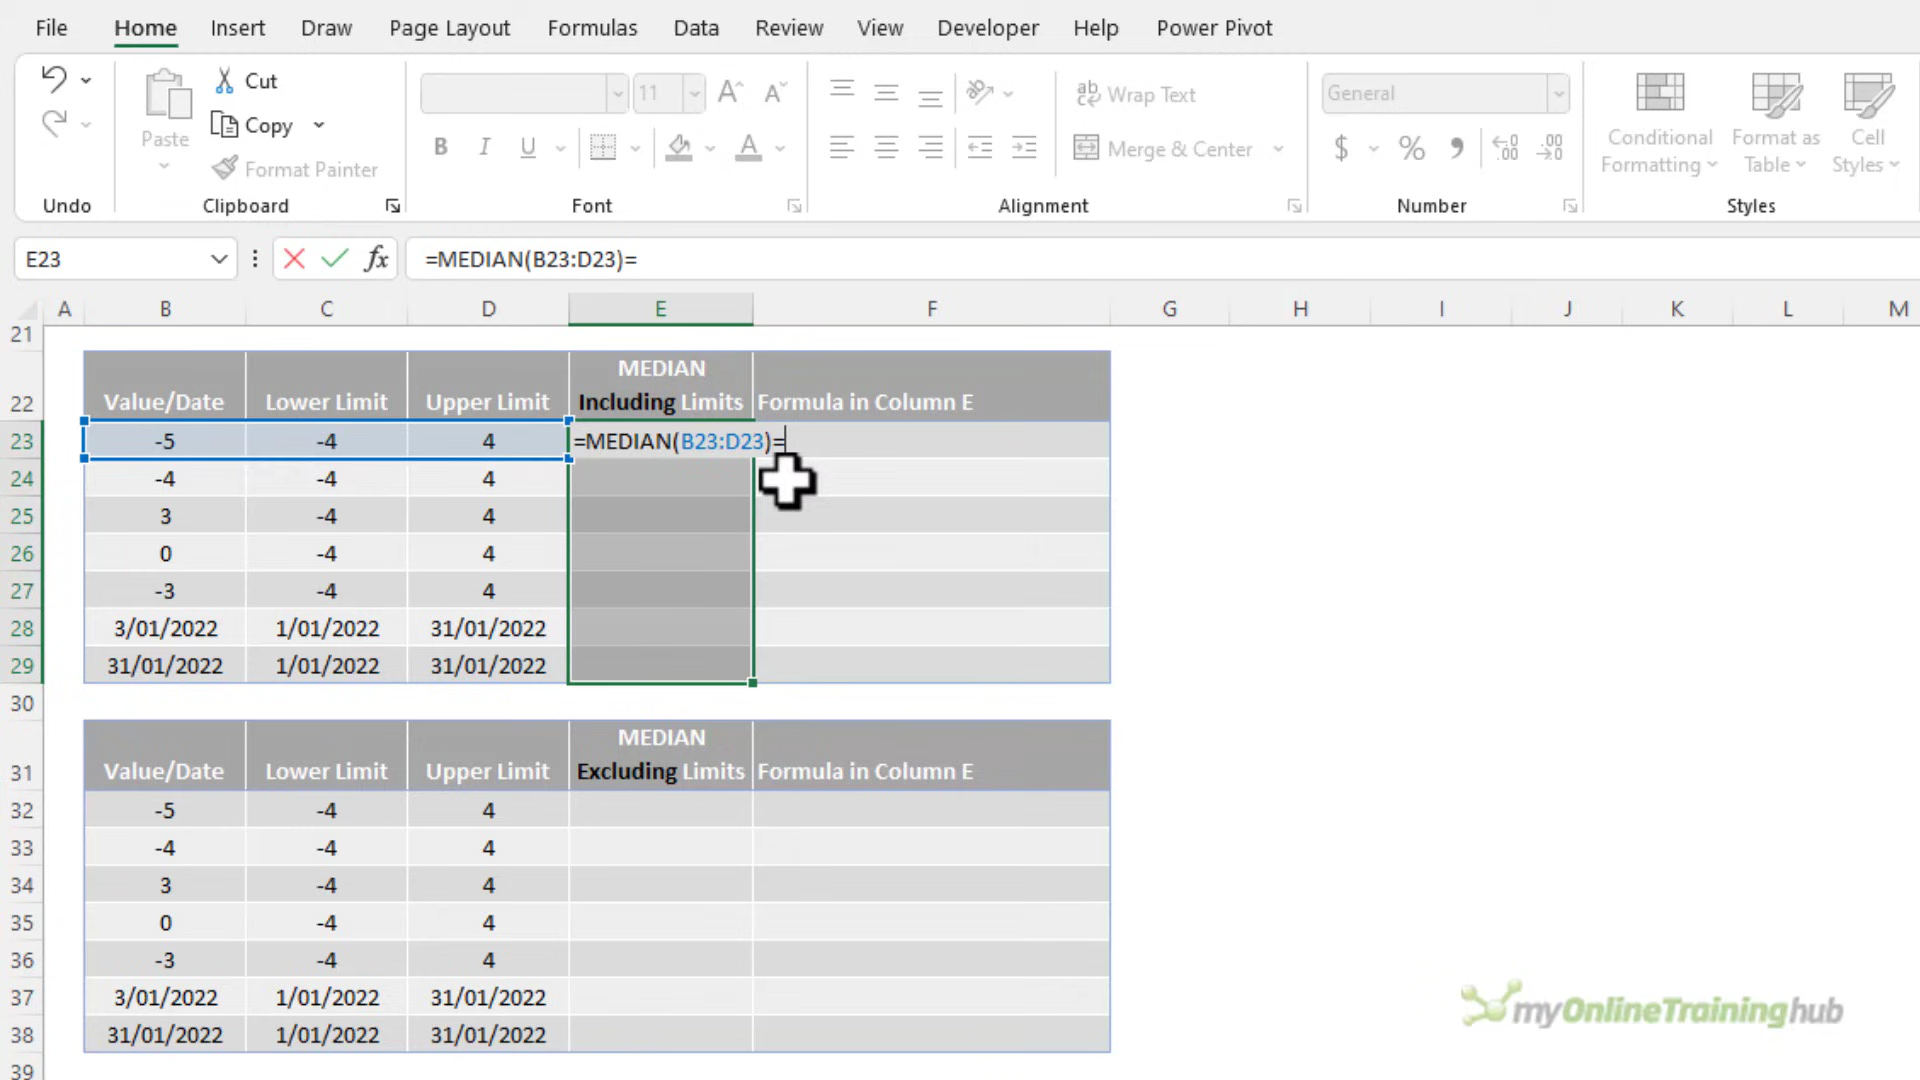 File Home Insert Draw Page Layout Formulas Data Review View Developer Help Power Pivot
Cut
Copy
Format Painter
Paste
Undo
Clipboard
11
B I U
Font
Wrap Text
Merge & Center
Alignment
General
$ % ,
Number
Conditional Formatting
Format as Table
Cell Styles
Styles
E23 fx =MEDIAN(B23:D23)=
A B C D E F G H I J K L M
21
22 Value/Date Lower Limit Upper Limit MEDIAN Including Limits Formula in Column E
23 -5 -4 4 =MEDIAN(B23:D23)=
24 -4 -4 4
25 3 -4 4
26 0 -4 4
27 -3 -4 4
28 3/01/2022 1/01/2022 31/01/2022
29 31/01/2022 1/01/2022 31/01/2022
30
31 Value/Date Lower Limit Upper Limit MEDIAN Excluding Limits Formula in Column E
32 -5 -4 4
33 -4 -4 4
34 3 -4 4
35 0 -4 4
36 -3 -4 4
37 3/01/2022 1/01/2022 31/01/2022
38 31/01/2022 1/01/2022 31/01/2022
39
myOnlineTraininghub